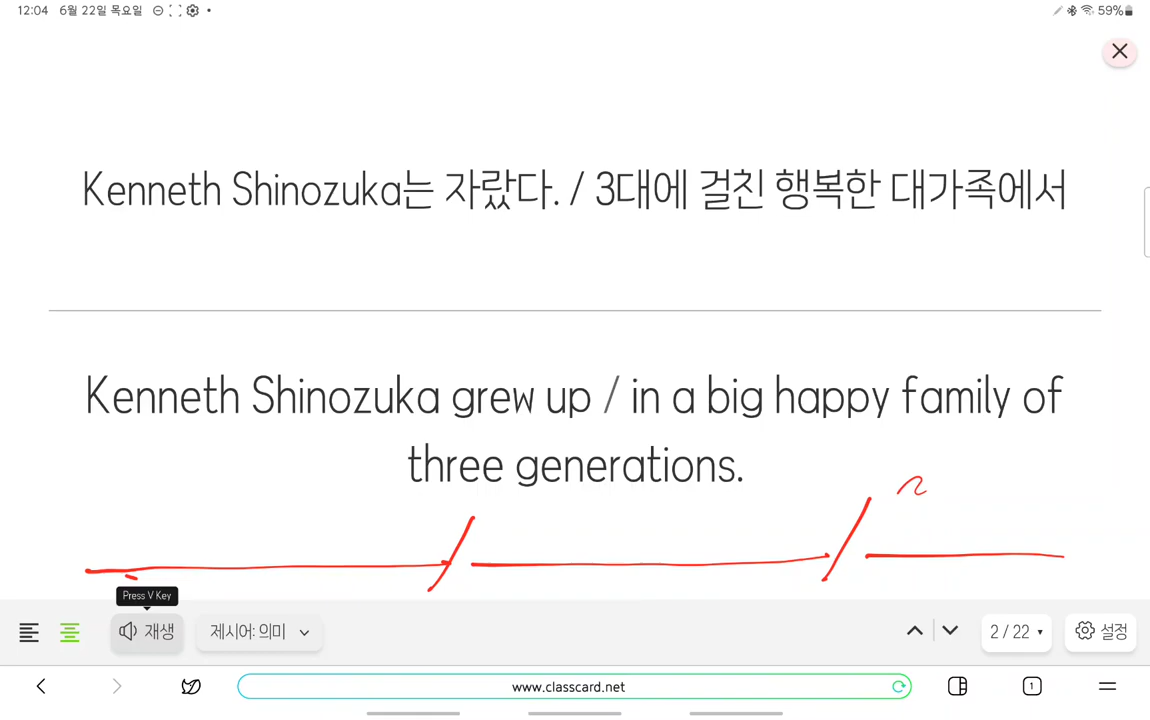 12:04 6월 22일 목요일
59%
Kenneth Shinozuka는 자랐다. / 3대에 걸친 행복한 대가족에서
Kenneth Shinozuka grew up / in a big happy family of
three generations.
Press V Key
재생
제시어: 의미
2 / 22
설정
www.classcard.net
1